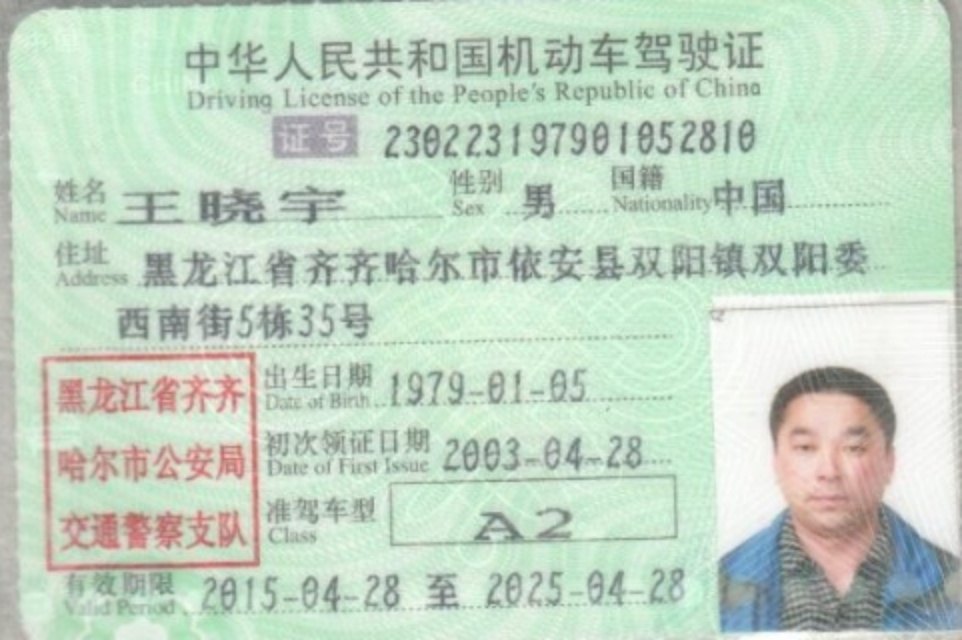 中华人民共和国机动车驾驶证
Driving License of the People's Republic of China
证号 230223197901052810
姓名 Name 王晓宇 性别 Sex 男 国籍 Nationality 中国
住址 Address 黑龙江省齐齐哈尔市依安县双阳镇双阳委
西南街5栋35号
黑龙江省齐齐
哈尔市公安局
交通警察支队
出生日期 Date of Birth 1979-01-05
初次领证日期 Date of First Issue 2003-04-28
准驾车型 Class A2
有效期限 Valid Period 2015-04-28 至 2025-04-28